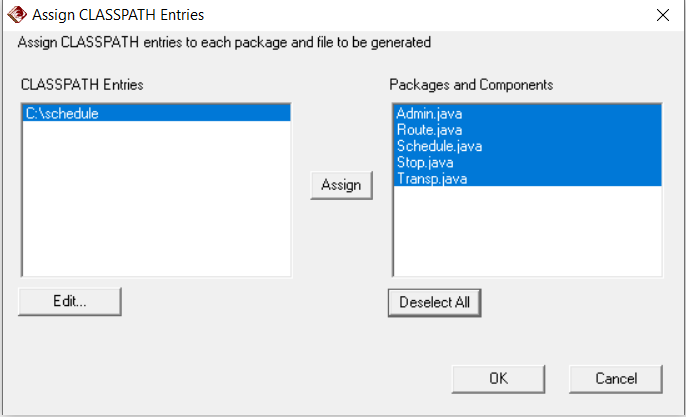 Assign CLASSPATH Entries
Assign CLASSPATH entries to each package and file to be generated
CLASSPATH Entries
C:\schedule
Edit...
Assign
Packages and Components
Admin.java
Route.java
Schedule.java
Stop.java
Transp.java
Deselect All
OK
Cancel